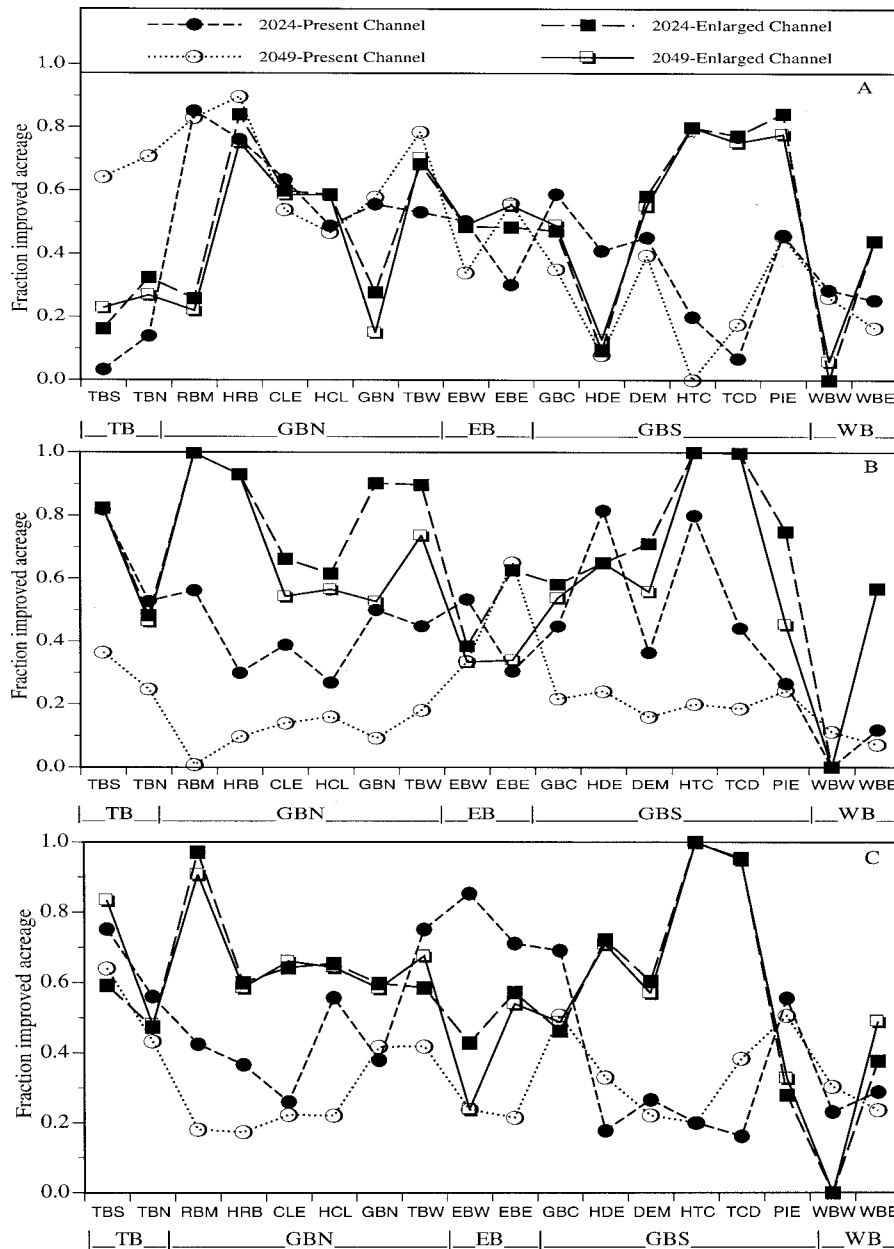 2024-Present Channel 2024-Enlarged Channel
2049-Present Channel 2049-Enlarged Channel
A
Fraction improved acreage
1.0
0.8
0.6
0.4
0.2
0.0
TBS TBN RBM HRB CLE HCL GBN TBW EBW EBE GBC HDE DEM HTC TCD PIE WBW WBE
TB GBN EB GBS WB
B
Fraction improved acreage
1.0
0.8
0.6
0.4
0.2
0.0
TBS TBN RBM HRB CLE HCL GBN TBW EBW EBE GBC HDE DEM HTC TCD PIE WBW WBE
TB GBN EB GBS WB
C
Fraction improved acreage
1.0
0.8
0.6
0.4
0.2
0.0
TBS TBN RBM HRB CLE HCL GBN TBW EBW EBE GBC HDE DEM HTC TCD PIE WBW WBE
TB GBN EB GBS WB